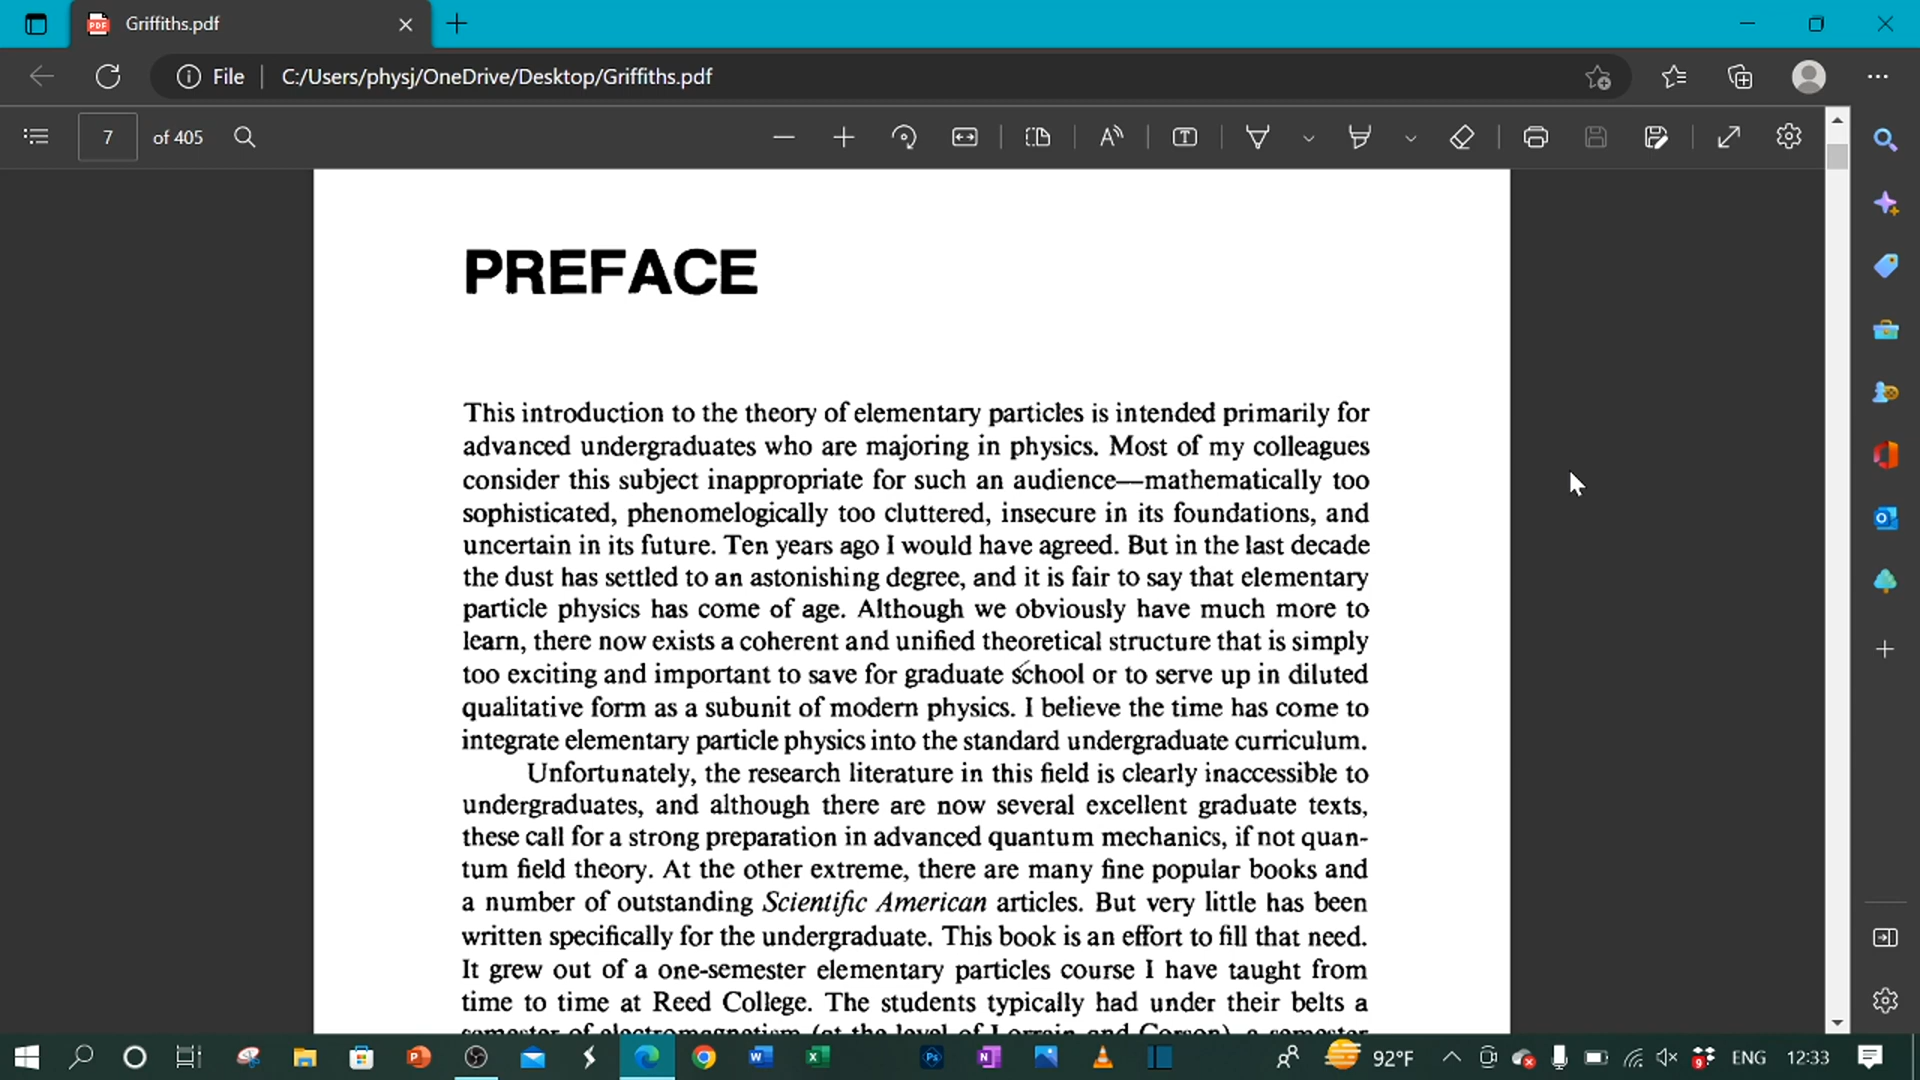 Griffiths.pdf
File
C:/Users/physj/OneDrive/Desktop/Griffiths.pdf
7 of 405
PREFACE
This introduction to the theory of elementary particles is intended primarily for
advanced undergraduates who are majoring in physics. Most of my colleagues
consider this subject inappropriate for such an audience—mathematically too
sophisticated, phenomelogically too cluttered, insecure in its foundations, and
uncertain in its future. Ten years ago I would have agreed. But in the last decade
the dust has settled to an astonishing degree, and it is fair to say that elementary
particle physics has come of age. Although we obviously have much more to
learn, there now exists a coherent and unified theoretical structure that is simply
too exciting and important to save for graduate school or to serve up in diluted
qualitative form as a subunit of modern physics. I believe the time has come to
integrate elementary particle physics into the standard undergraduate curriculum.
Unfortunately, the research literature in this field is clearly inaccessible to
undergraduates, and although there are now several excellent graduate texts,
these call for a strong preparation in advanced quantum mechanics, if not quan-
tum field theory. At the other extreme, there are many fine popular books and
a number of outstanding Scientific American articles. But very little has been
written specifically for the undergraduate. This book is an effort to fill that need.
It grew out of a one-semester elementary particles course I have taught from
time to time at Reed College. The students typically had under their belts a
semester of electromagnetism (at the level of Lorrain and Corson), a semester
92°F
ENG
12:33